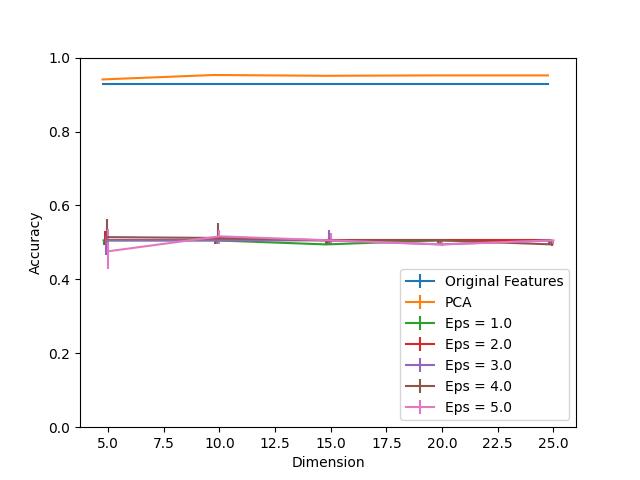 1.0
0.8
0.6
0.4
0.2
0.0
Accuracy
Original Features
PCA
Eps = 1.0
Eps = 2.0
Eps = 3.0
Eps = 4.0
Eps = 5.0
5.0 7.5 10.0 12.5 15.0 17.5 20.0 22.5 25.0
Dimension